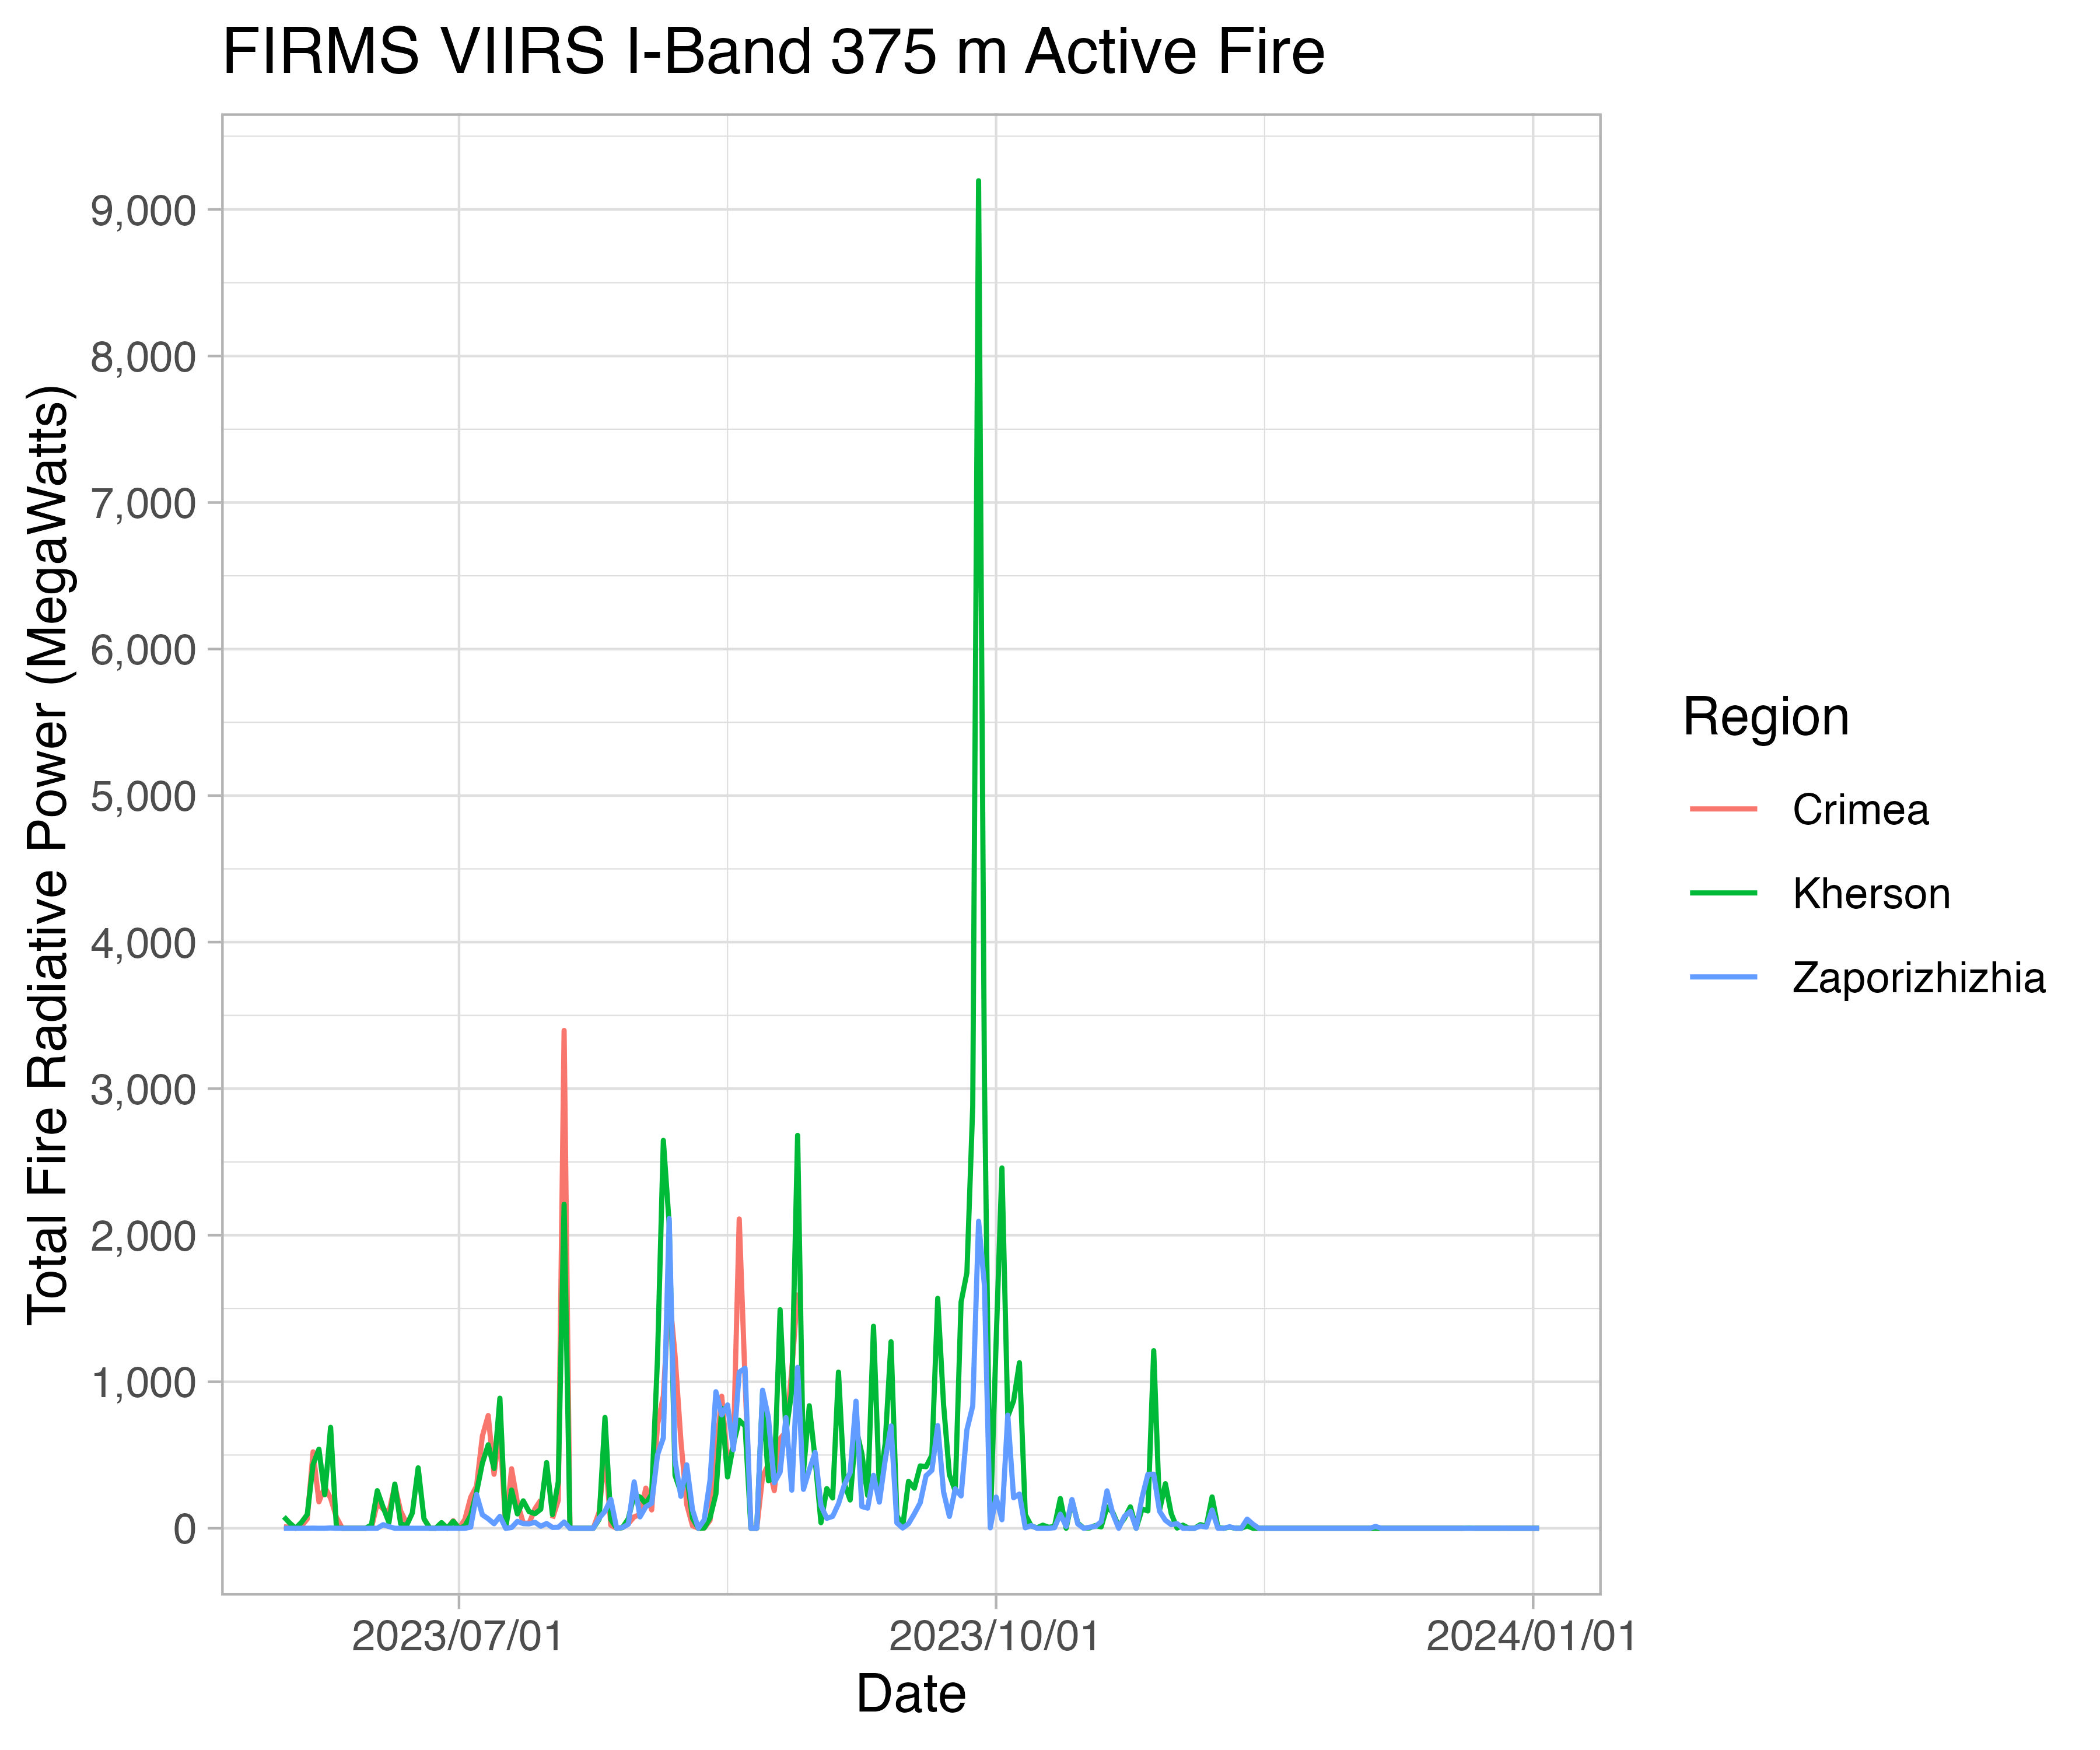 FIRMS VIIRS I-Band 375 m Active Fire
Total Fire Radiative Power (MegaWatts)
9,000
8,000
7,000
6,000
5,000
4,000
3,000
2,000
1,000
0
2023/07/01
2023/10/01
2024/01/01
Date
Region
Crimea
Kherson
Zaporizhizhia